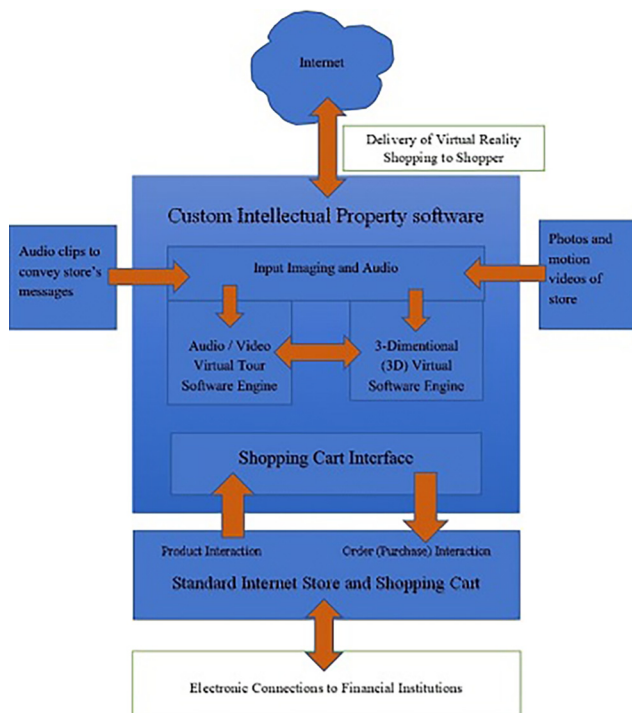 Internet
Delivery of Virtual Reality
Shopping to Shopper
Custom Intellectual Property software
Audio clips to
convey store's
messages
Input Imaging and Audio
Photos and
motion
videos of
store
Audio / Video
Virtual Tour
Software Engine
3-Dimentional
(3D) Virtual
Software Engine
Shopping Cart Interface
Product Interaction
Order (Purchase) Interaction
Standard Internet Store and Shopping Cart
Electronic Connections to Financial Institutions